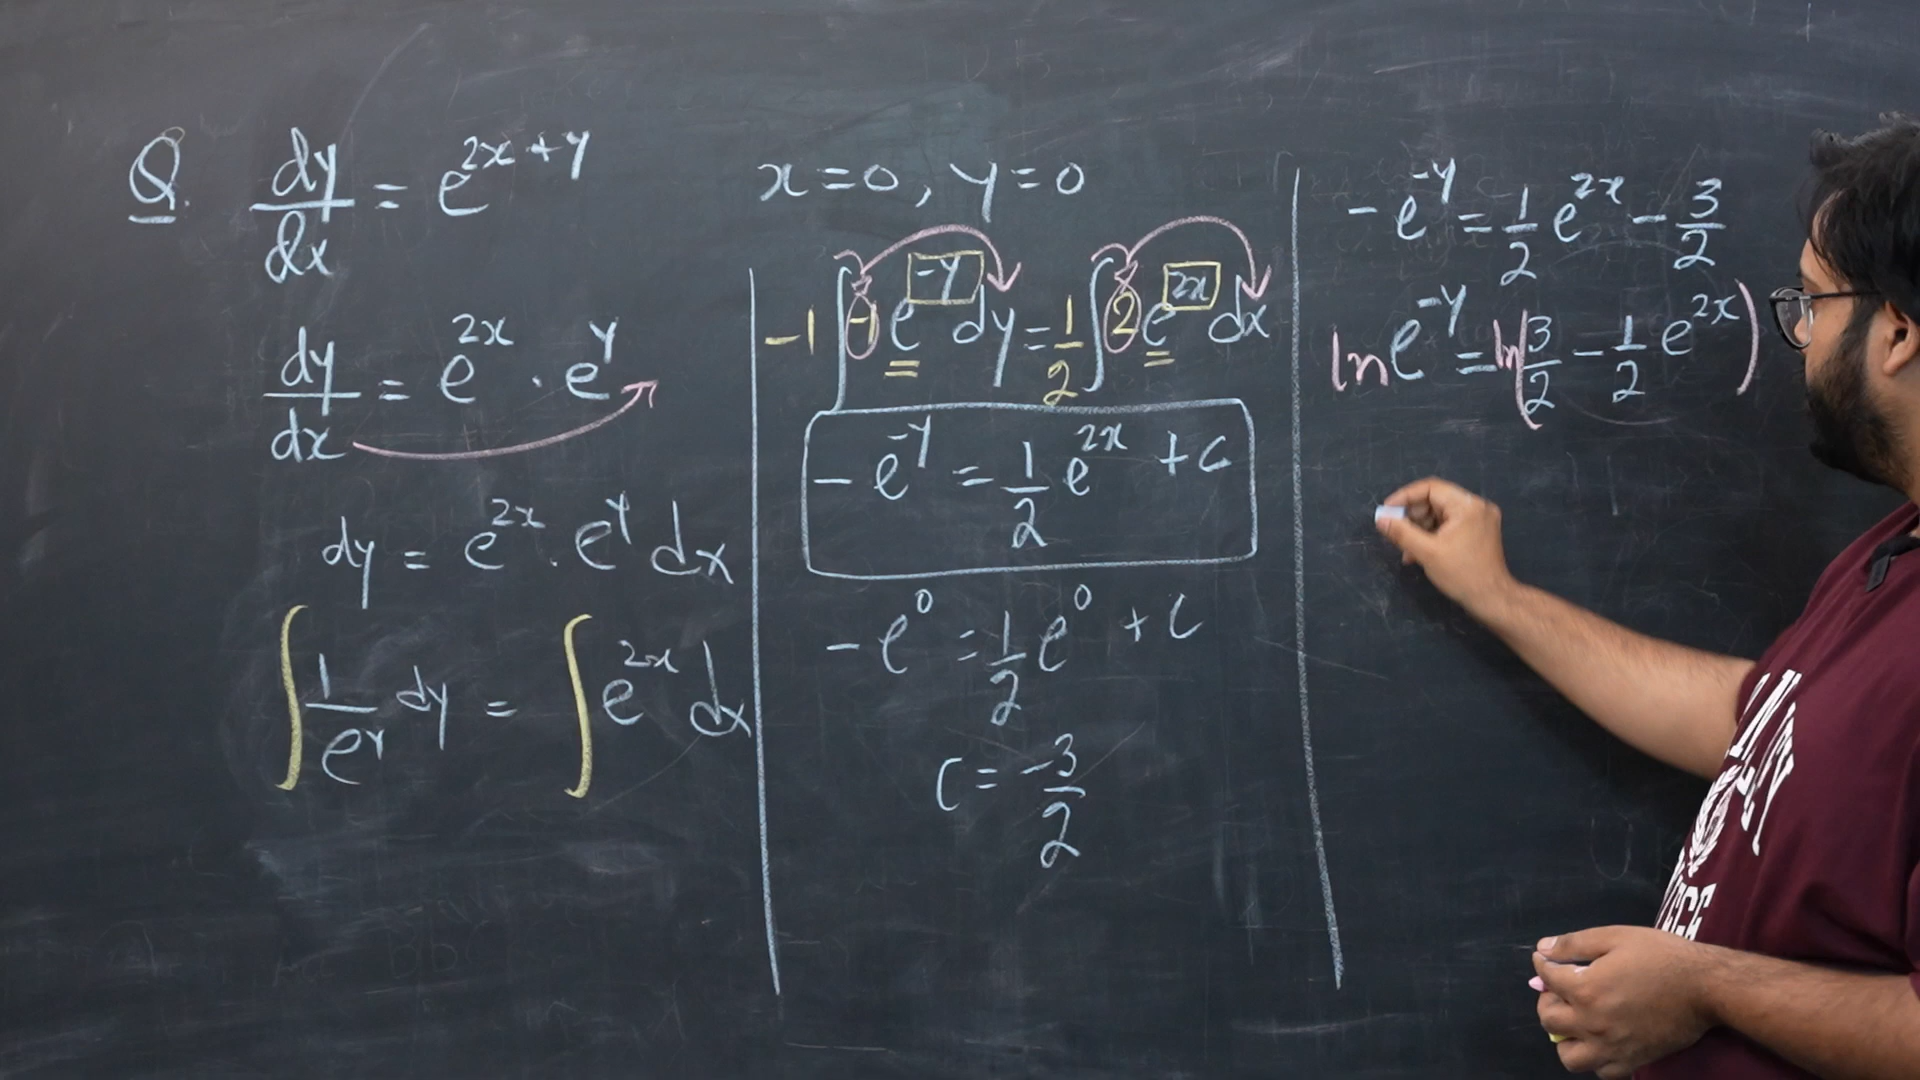 Q. dy/dx = e^{2x+y}
x=0, y=0
dy/dx = e^{2x} · e^y
dy = e^{2x} · e^y dx
∫ 1/e^y dy = ∫ e^{2x} dx
-1 ∫ -1 e^{-y} dy = 1/2 ∫ 2 e^{2x} dx
-e^{-y} = 1/2 e^{2x} + c
-e^0 = 1/2 e^0 + c
c = -3/2
-e^{-y} = 1/2 e^{2x} - 3/2
ln e^{-y} = ln(3/2 - 1/2 e^{2x})